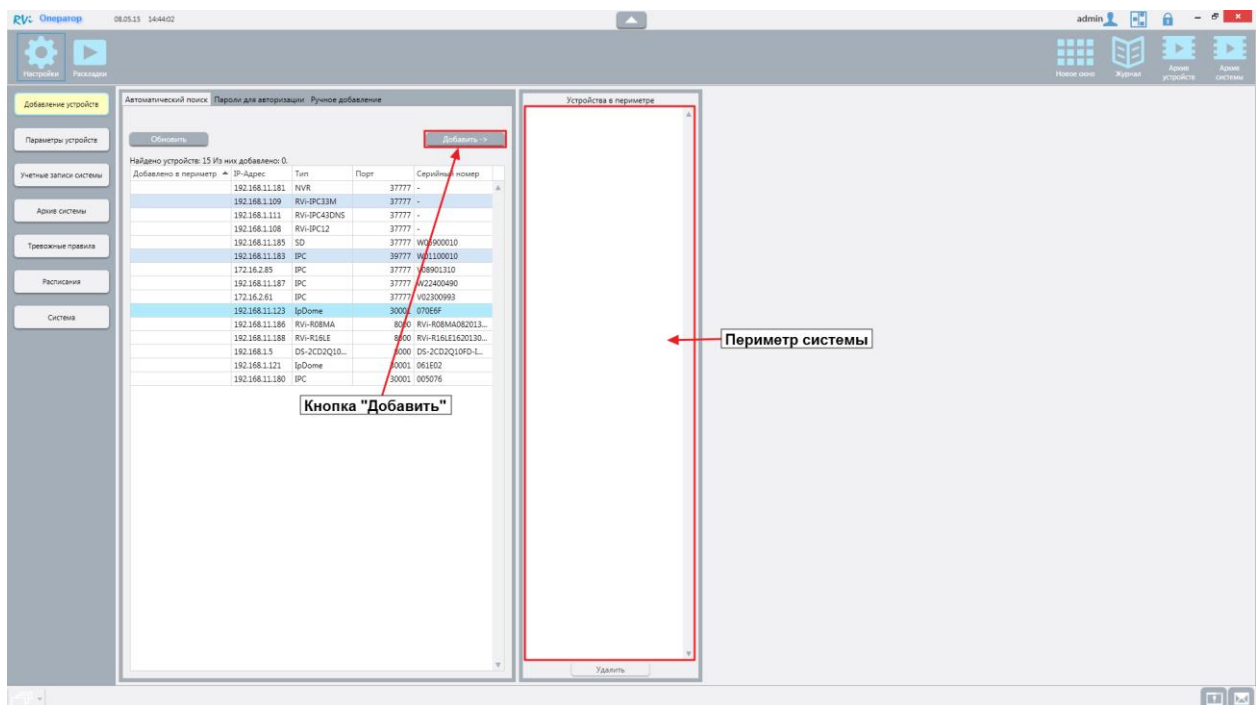 RVi Оператор 08.05.15 14:44:02 admin
Настройки Раскладки Новое окно Журнал Архив устройств Архив системы
Добавление устройств
Параметры устройств
Учетные записи системы
Архив системы
Тревожные правила
Расписания
Система
Автоматический поиск Пароли для авторизации Ручное добавление
Обновить Добавить ->
Найдено устройств: 15 Из них добавлено: 0.
Добавлено в периметр IP-Адрес Тип Порт Серийный номер
192.168.11.181 NVR 37777 -
192.168.1.109 RVi-IPC33M 37777 -
192.168.1.111 RVi-IPC43DNS 37777 -
192.168.1.108 RVi-IPC12 37777 -
192.168.11.185 SD 37777
192.168.11.183 IPC 39777 W01100010
172.16.2.85 IPC 37777 V08901310
192.168.11.187 IPC 37777 W22400490
172.16.2.61 IPC 37777 V02300993
192.168.11.123 IpDome 30001 070E6F
192.168.11.186 RVi-R08MA 8000 RVi-R08MA082013...
192.168.11.188 RVi-R16LE 8000 RVi-R16LE1620130...
192.168.1.5 DS-2CD2Q10... 8000 DS-2CD2Q10FD-I...
192.168.1.121 IpDome 30001 061E02
192.168.11.180 IPC 30001 005076
Кнопка "Добавить"
Устройства в периметре
Периметр системы
Удалить